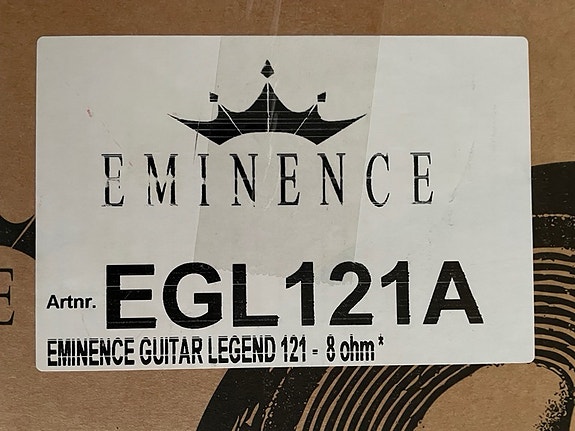 EMINENCE
Artnr. EGL121A
EMINENCE GUITAR LEGEND 121 - 8 ohm*
E